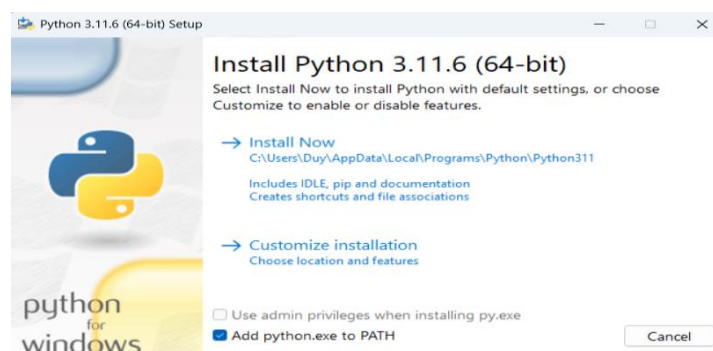 Python 3.11.6 (64-bit) Setup
Install Python 3.11.6 (64-bit)
Select Install Now to install Python with default settings, or choose
Customize to enable or disable features.
Install Now
C:\Users\Duy\AppData\Local\Programs\Python\Python311
Includes IDLE, pip and documentation
Creates shortcuts and file associations
Customize installation
Choose location and features
python
for
windows
Use admin privileges when installing py.exe
Add python.exe to PATH
Cancel